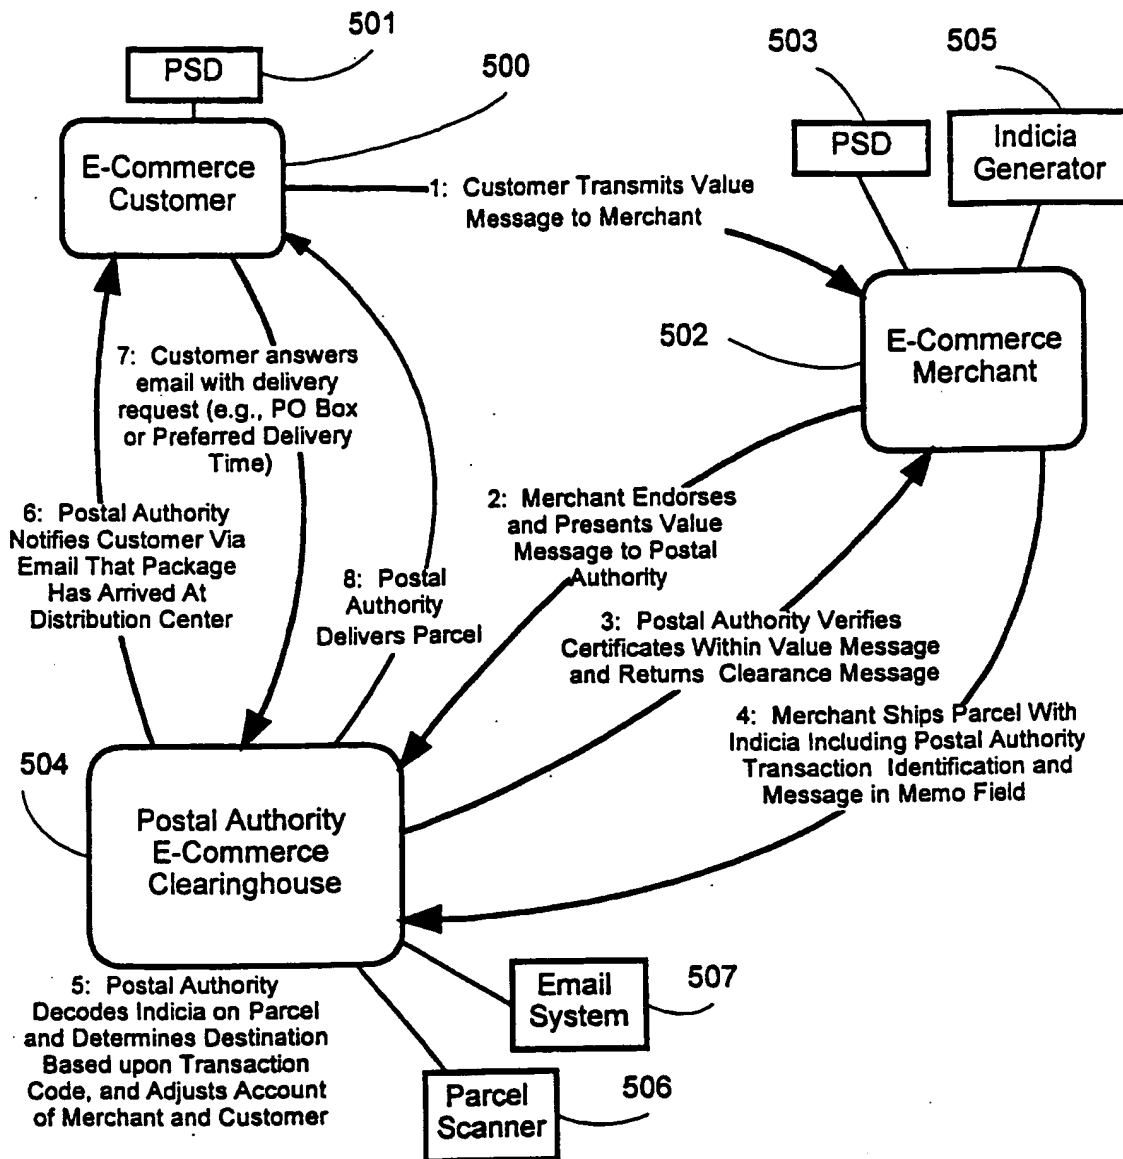 501
PSD
500
503
505
PSD
Indicia
Generator
E-Commerce
Customer
1: Customer Transmits Value
Message to Merchant
502
E-Commerce
Merchant
7: Customer answers
email with delivery
request (e.g., PO Box
or Preferred Delivery
Time)
6: Postal Authority
Notifies Customer Via
Email That Package
Has Arrived At
Distribution Center
8: Postal
Authority
Delivers Parcel
2: Merchant Endorses
and Presents Value
Message to Postal
Authority
3: Postal Authority Verifies
Certificates Within Value Message
and Returns Clearance Message
4: Merchant Ships Parcel With
Indicia Including Postal Authority
Transaction Identification and
Message in Memo Field
504
Postal Authority
E-Commerce
Clearinghouse
5: Postal Authority
Decodes Indicia on Parcel
and Determines Destination
Based upon Transaction
Code, and Adjusts Account
of Merchant and Customer
Email
System
507
Parcel
Scanner
506